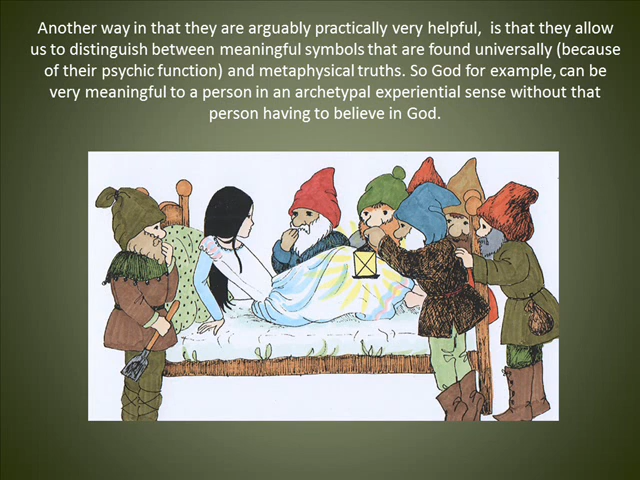 Another way in that they are arguably practically very helpful,  is that they allow
us to distinguish between meaningful symbols that are found universally (because
of their psychic function) and metaphysical truths. So God for example, can be
very meaningful to a person in an archetypal experiential sense without that
person having to believe in God.